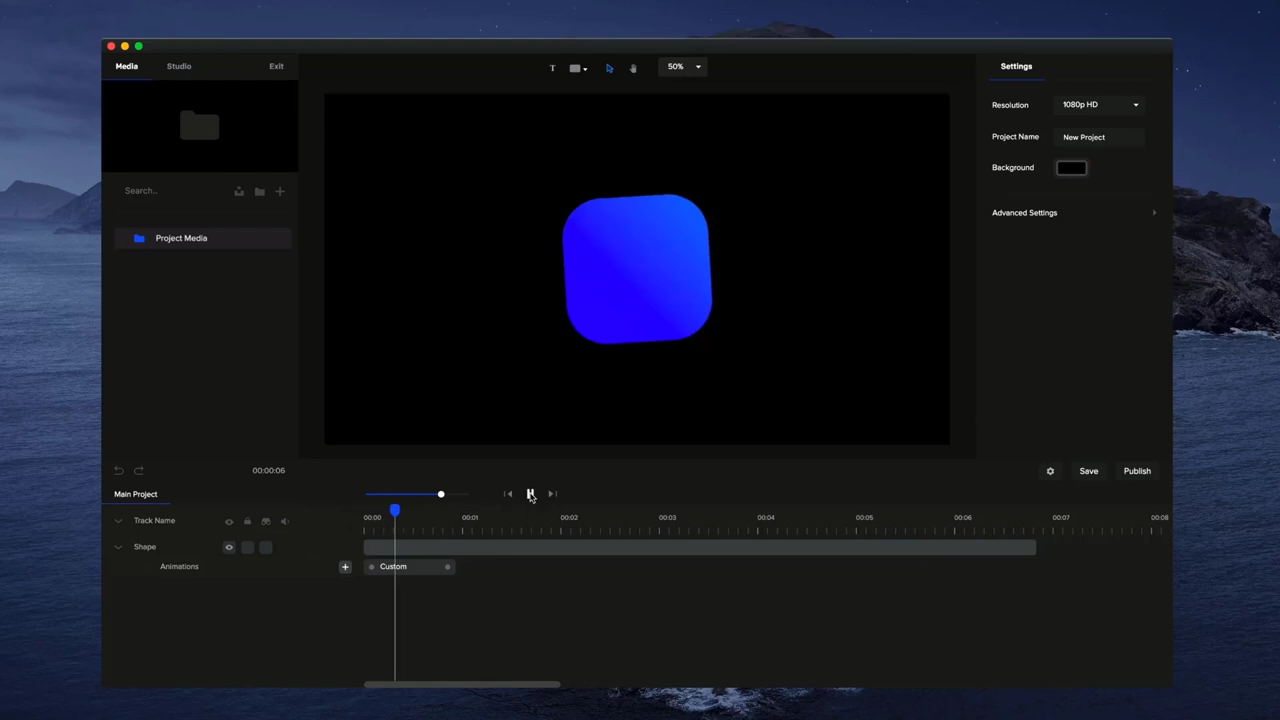 Media Studio Exit
T 50%
Settings
Resolution 1080p HD
Project Name New Project
Background
Advanced Settings
Search..
Project Media
00:00:06
Save Publish
Main Project
Track Name
00:00 00:01 00:02 00:03 00:04 00:05 00:06 00:07 00:08
Shape
Animations + Custom